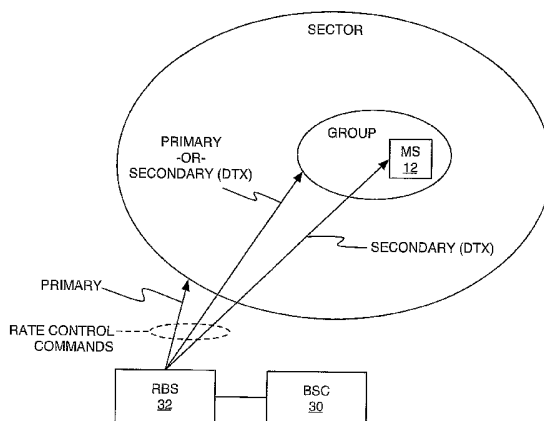 SECTOR
GROUP
MS
12
PRIMARY
-OR-
SECONDARY (DTX)
SECONDARY (DTX)
PRIMARY
RATE CONTROL
COMMANDS
RBS
32
BSC
30